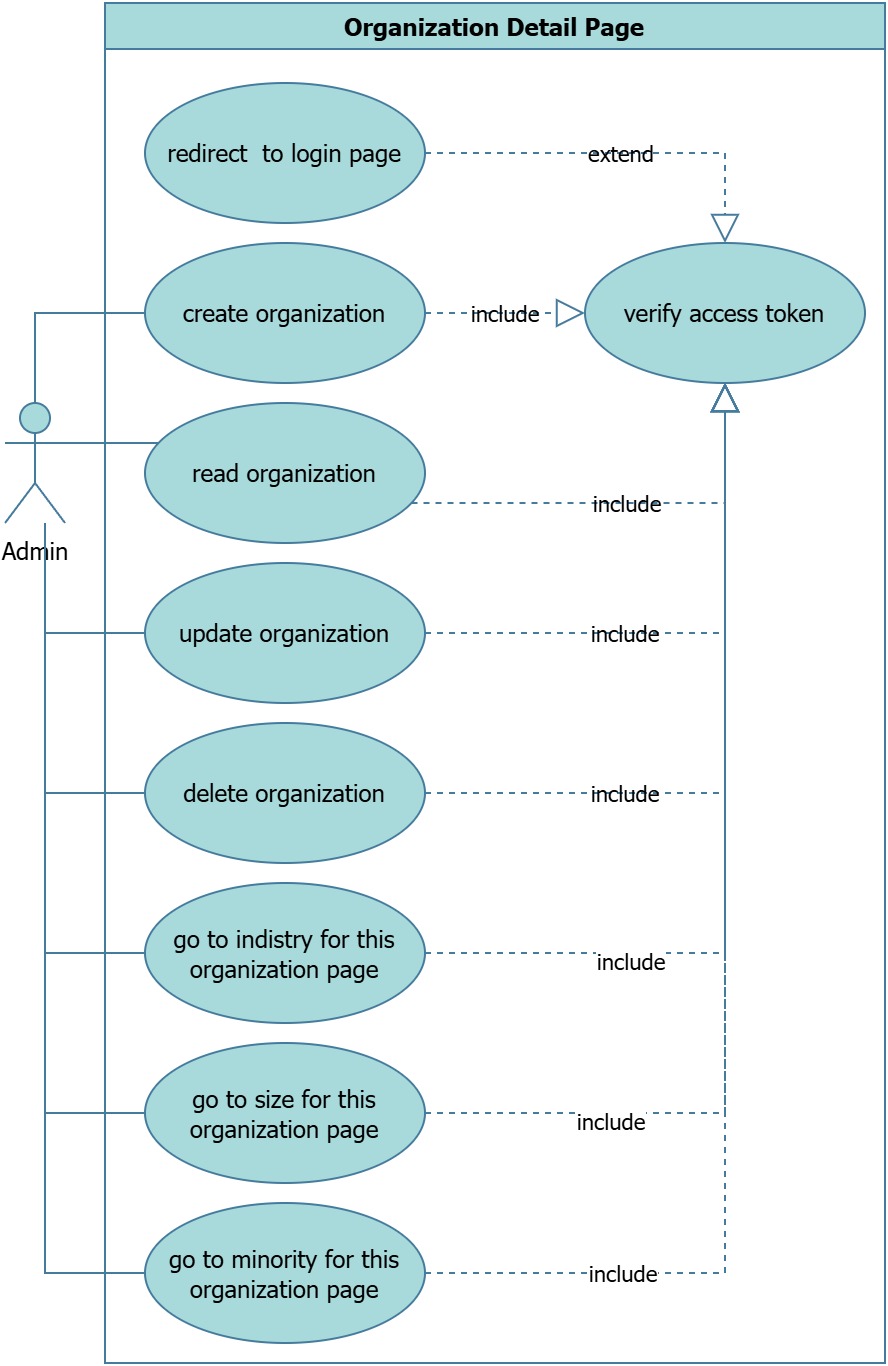 Organization Detail Page
redirect  to login page
extend
create organization
include
verify access token
read organization
include
Admin
update organization
include
delete organization
include
go to indistry for this
organization page
include
go to size for this
organization page
include
go to minority for this
organization page
include